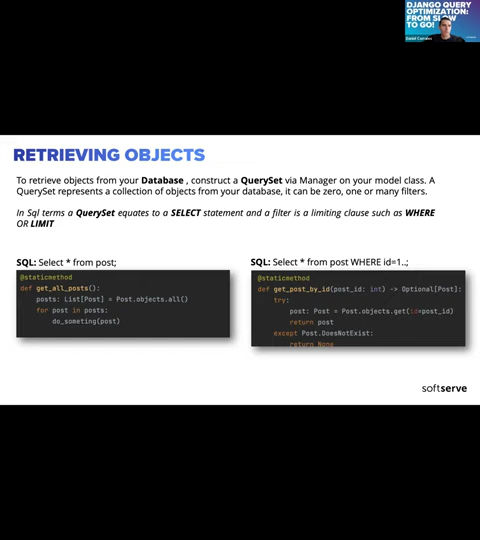 DJANGO QUERY
OPTIMIZATION:
FROM SLOW
TO GO!
RETRIEVING OBJECTS
To retrieve objects from your Database , construct a QuerySet via Manager on your model class. A
QuerySet represents a collection of objects from your database, it can be zero, one or many filters.
In Sql terms a QuerySet equates to a SELECT statement and a filter is a limiting clause such as WHERE
OR LIMIT
SQL: Select * from post;
@staticmethod
def get_all_posts():
posts: List[Post] = Post.objects.all()
for post in posts:
do_someting(post)
SQL: Select * from post WHERE id=1..;
@staticmethod
def get_post_by_id(post_id: int) -> Optional[Post]:
try:
post: Post = Post.objects.get(id=post_id)
return post
except Post.DoesNotExist:
return None
softserve